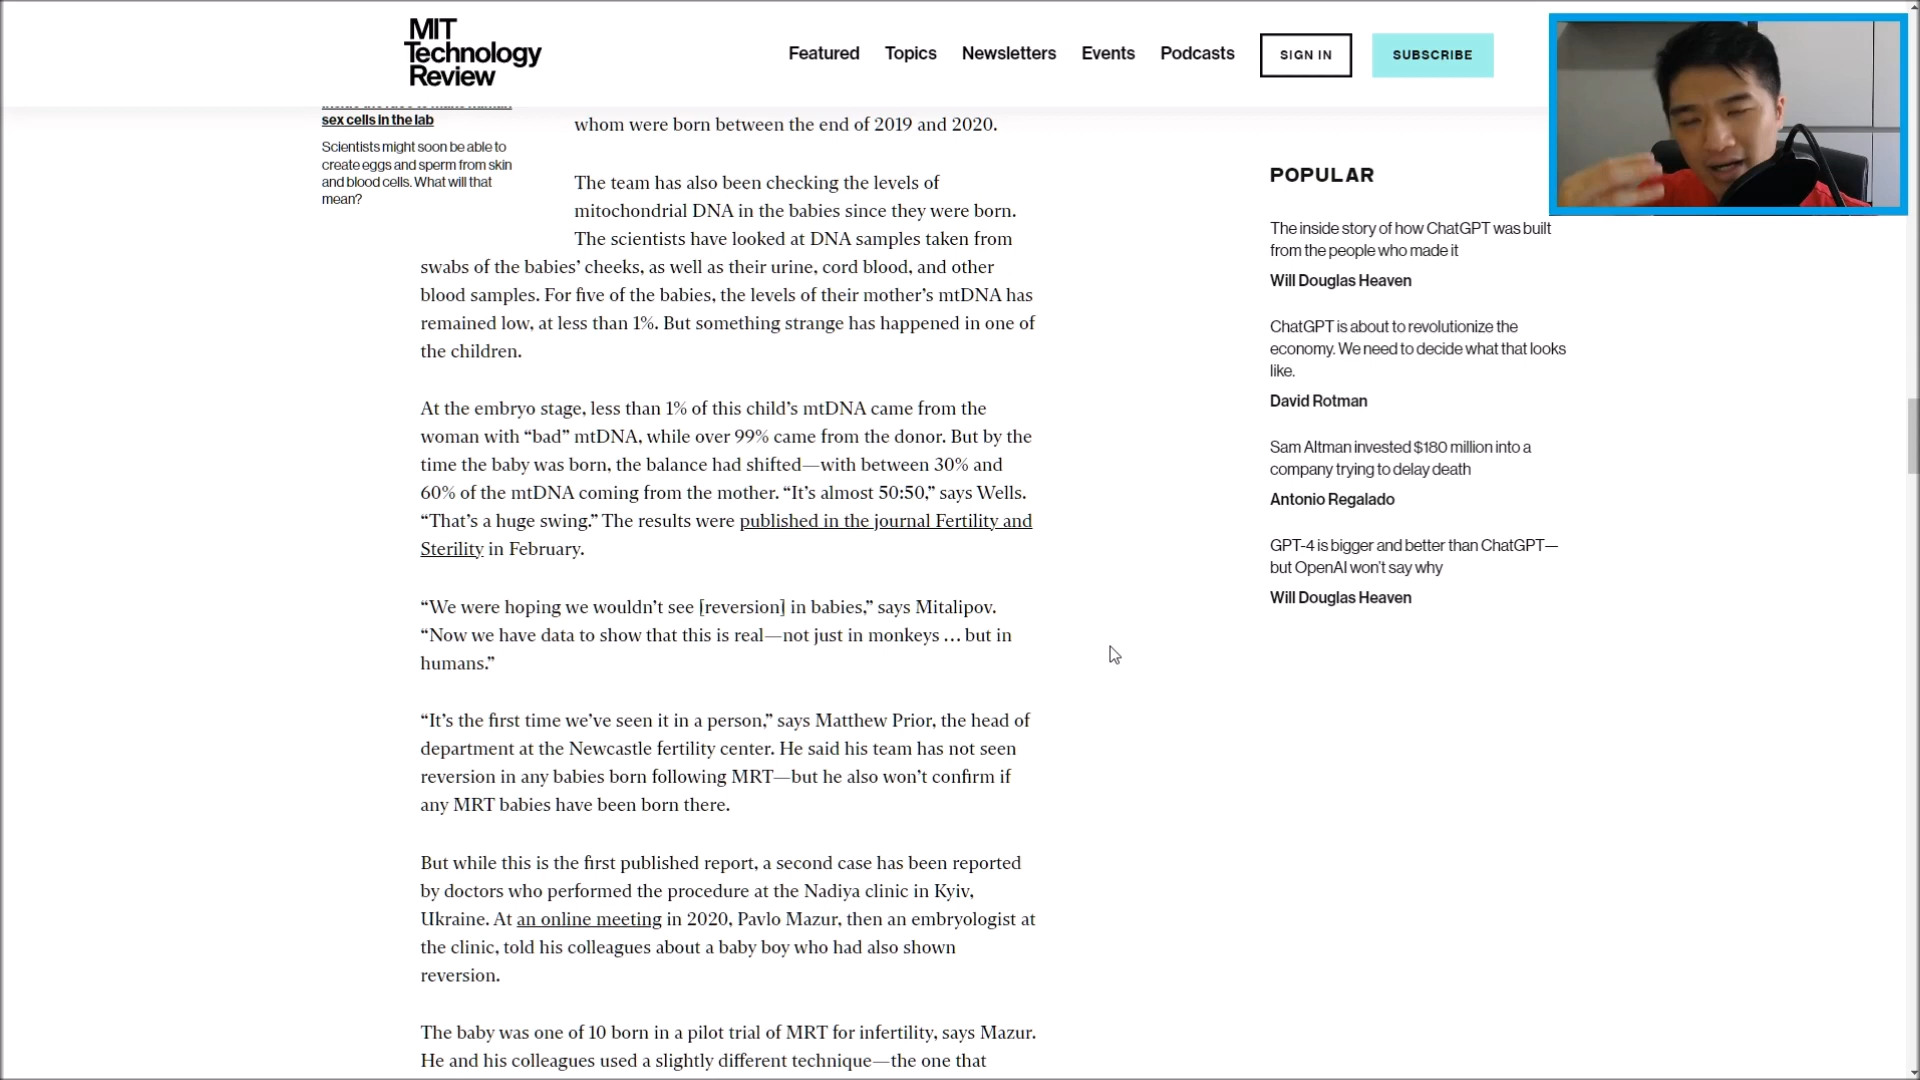 MIT
Technology
Review
Featured
Topics
Newsletters
Events
Podcasts
SIGN IN
SUBSCRIBE
sex cells in the lab
Scientists might soon be able to
create eggs and sperm from skin
and blood cells. What will that
mean?
whom were born between the end of 2019 and 2020.
The team has also been checking the levels of
mitochondrial DNA in the babies since they were born.
The scientists have looked at DNA samples taken from
swabs of the babies’ cheeks, as well as their urine, cord blood, and other
blood samples. For five of the babies, the levels of their mother’s mtDNA has
remained low, at less than 1%. But something strange has happened in one of
the children.
At the embryo stage, less than 1% of this child’s mtDNA came from the
woman with “bad” mtDNA, while over 99% came from the donor. But by the
time the baby was born, the balance had shifted—with between 30% and
60% of the mtDNA coming from the mother. “It’s almost 50:50,” says Wells.
“That’s a huge swing.” The results were published in the journal Fertility and
Sterility in February.
“We were hoping we wouldn’t see [reversion] in babies,” says Mitalipov.
“Now we have data to show that this is real—not just in monkeys … but in
humans.”
“It’s the first time we’ve seen it in a person,” says Matthew Prior, the head of
department at the Newcastle fertility center. He said his team has not seen
reversion in any babies born following MRT—but he also won’t confirm if
any MRT babies have been born there.
But while this is the first published report, a second case has been reported
by doctors who performed the procedure at the Nadiya clinic in Kyiv,
Ukraine. At an online meeting in 2020, Pavlo Mazur, then an embryologist at
the clinic, told his colleagues about a baby boy who had also shown
reversion.
The baby was one of 10 born in a pilot trial of MRT for infertility, says Mazur.
He and his colleagues used a slightly different technique—the one that
POPULAR
The inside story of how ChatGPT was built
from the people who made it
Will Douglas Heaven
ChatGPT is about to revolutionize the
economy. We need to decide what that looks
like.
David Rotman
Sam Altman invested $180 million into a
company trying to delay death
Antonio Regalado
GPT-4 is bigger and better than ChatGPT—
but OpenAI won’t say why
Will Douglas Heaven